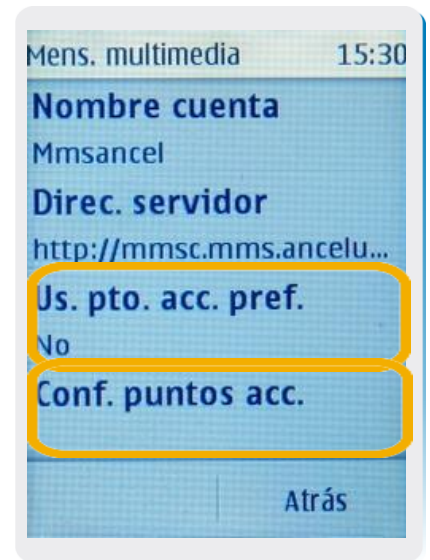 Mens. multimedia 15:30
Nombre cuenta
Mmsancel
Direc. servidor
http://mmsc.mms.ancelu...
Us. pto. acc. pref.
No
Conf. puntos acc.
Atrás